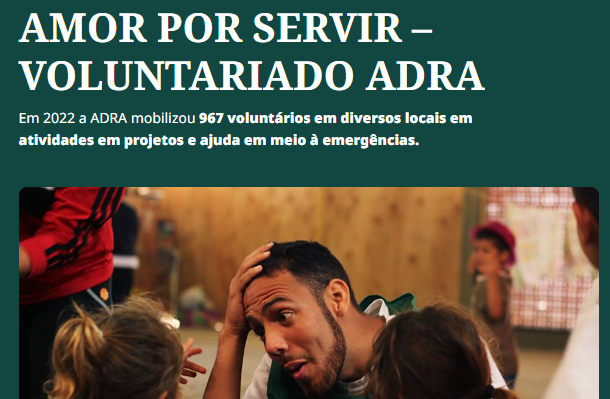 AMOR POR SERVIR –
VOLUNTARIADO ADRA
Em 2022 a ADRA mobilizou 967 voluntários em diversos locais em
atividades em projetos e ajuda em meio à emergências.